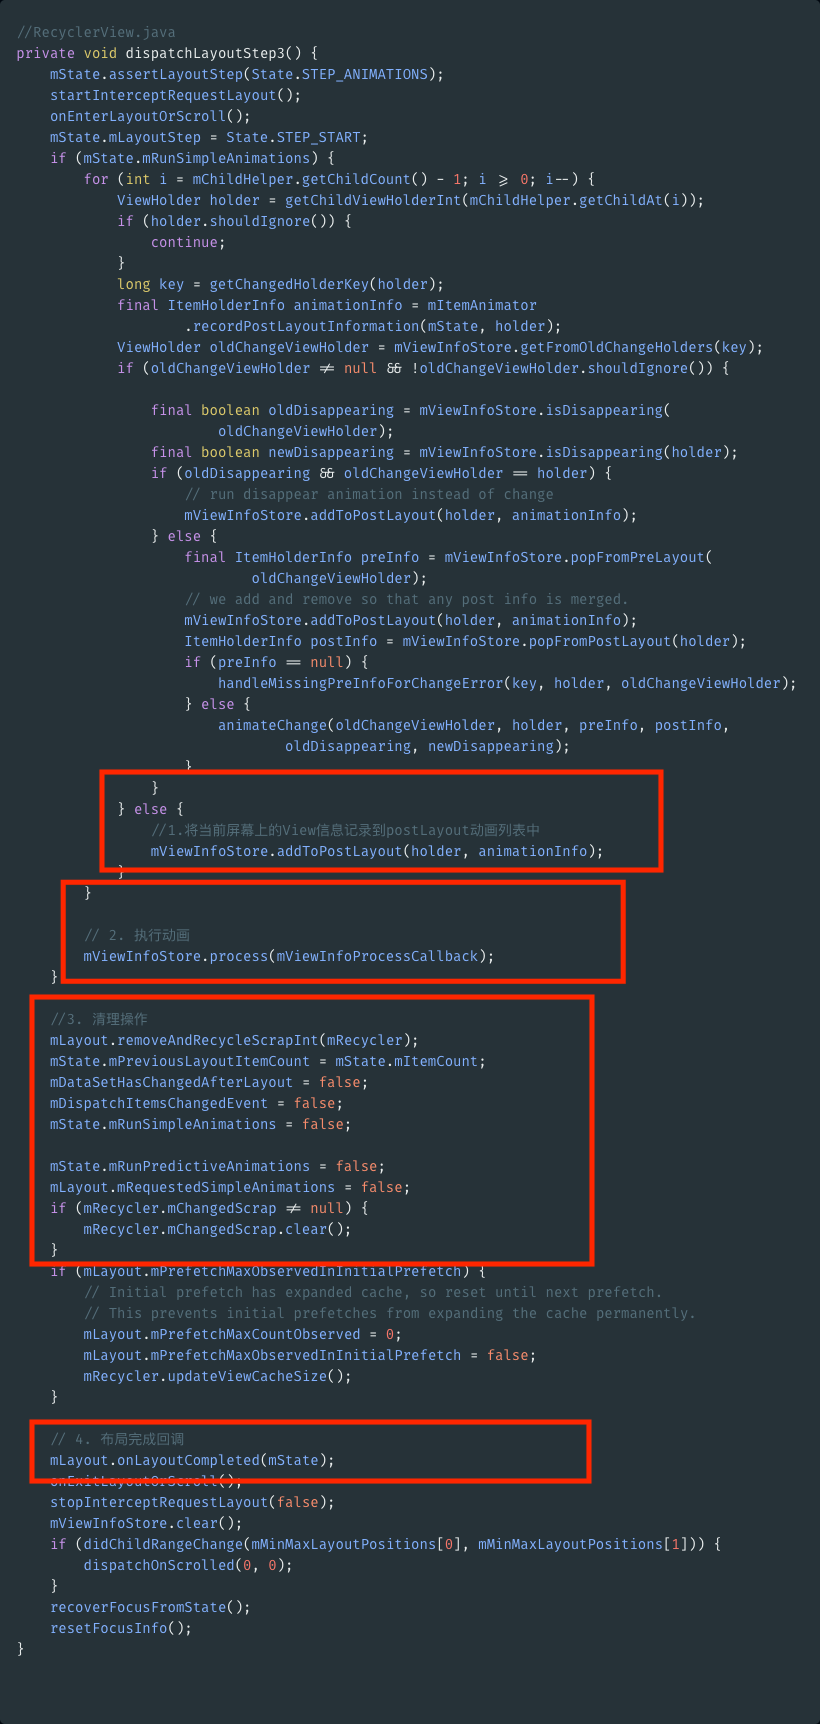 //RecyclerView.java
private void dispatchLayoutStep3() {
    mState.assertLayoutStep(State.STEP_ANIMATIONS);
    startInterceptRequestLayout();
    onEnterLayoutOrScroll();
    mState.mLayoutStep = State.STEP_START;
    if (mState.mRunSimpleAnimations) {
        for (int i = mChildHelper.getChildCount() - 1; i >= 0; i--) {
            ViewHolder holder = getChildViewHolderInt(mChildHelper.getChildAt(i));
            if (holder.shouldIgnore()) {
                continue;
            }
            long key = getChangedHolderKey(holder);
            final ItemHolderInfo animationInfo = mItemAnimator
                    .recordPostLayoutInformation(mState, holder);
            ViewHolder oldChangeViewHolder = mViewInfoStore.getFromOldChangeHolders(key);
            if (oldChangeViewHolder != null && !oldChangeViewHolder.shouldIgnore()) {
                final boolean oldDisappearing = mViewInfoStore.isDisappearing(
                        oldChangeViewHolder);
                final boolean newDisappearing = mViewInfoStore.isDisappearing(holder);
                if (oldDisappearing && oldChangeViewHolder == holder) {
                    // run disappear animation instead of change
                    mViewInfoStore.addToPostLayout(holder, animationInfo);
                } else {
                    final ItemHolderInfo preInfo = mViewInfoStore.popFromPreLayout(
                            oldChangeViewHolder);
                    // we add and remove so that any post info is merged.
                    mViewInfoStore.addToPostLayout(holder, animationInfo);
                    ItemHolderInfo postInfo = mViewInfoStore.popFromPostLayout(holder);
                    if (preInfo == null) {
                        handleMissingPreInfoForChangeError(key, holder, oldChangeViewHolder);
                    } else {
                        animateChange(oldChangeViewHolder, holder, preInfo, postInfo,
                                oldDisappearing, newDisappearing);
                    }
                }
            } else {
                //1.将当前屏幕上的View信息记录到postLayout动画列表中
                mViewInfoStore.addToPostLayout(holder, animationInfo);
            }
        }
        // 2. 执行动画
        mViewInfoStore.process(mViewInfoProcessCallback);
    }
    //3. 清理操作
    mLayout.removeAndRecycleScrapInt(mRecycler);
    mState.mPreviousLayoutItemCount = mState.mItemCount;
    mDataSetHasChangedAfterLayout = false;
    mDispatchItemsChangedEvent = false;
    mState.mRunSimpleAnimations = false;
    mState.mRunPredictiveAnimations = false;
    mLayout.mRequestedSimpleAnimations = false;
    if (mRecycler.mChangedScrap != null) {
        mRecycler.mChangedScrap.clear();
    }
    if (mLayout.mPrefetchMaxObservedInInitialPrefetch) {
        // Initial prefetch has expanded cache, so reset until next prefetch.
        // This prevents initial prefetches from expanding the cache permanently.
        mLayout.mPrefetchMaxCountObserved = 0;
        mLayout.mPrefetchMaxObservedInInitialPrefetch = false;
        mRecycler.updateViewCacheSize();
    }
    // 4. 布局完成回调
    mLayout.onLayoutCompleted(mState);
    onExitLayoutOrScroll();
    stopInterceptRequestLayout(false);
    mViewInfoStore.clear();
    if (didChildRangeChange(mMinMaxLayoutPositions[0], mMinMaxLayoutPositions[1])) {
        dispatchOnScrolled(0, 0);
    }
    recoverFocusFromState();
    resetFocusInfo();
}